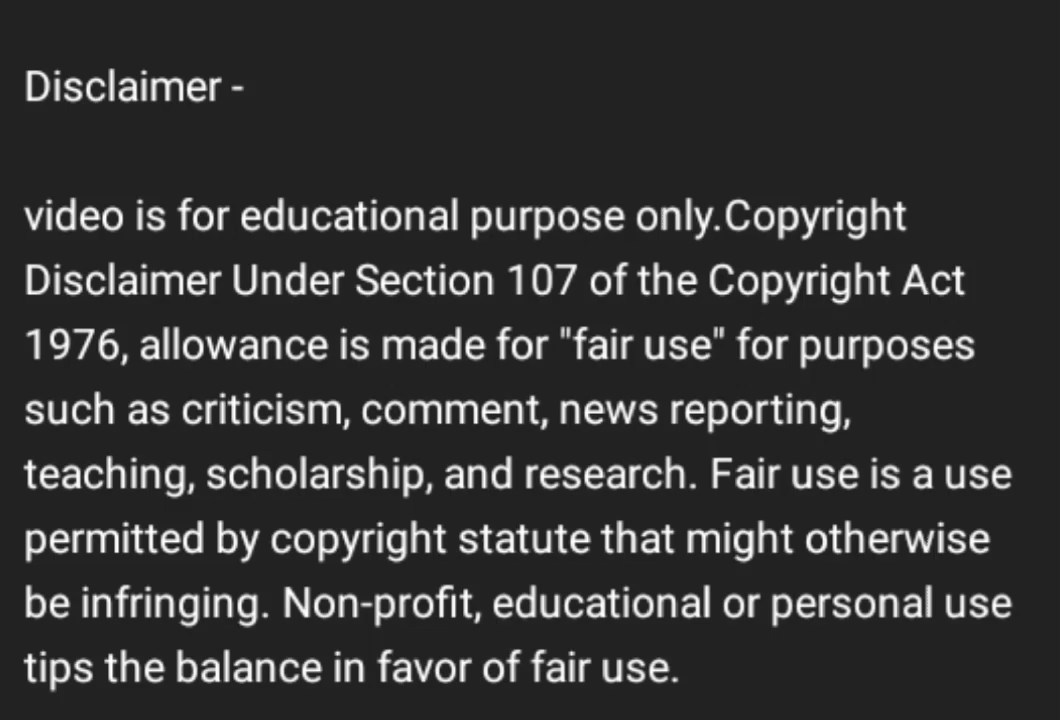 Disclaimer -
video is for educational purpose only.Copyright
Disclaimer Under Section 107 of the Copyright Act
1976, allowance is made for "fair use" for purposes
such as criticism, comment, news reporting,
teaching, scholarship, and research. Fair use is a use
permitted by copyright statute that might otherwise
be infringing. Non-profit, educational or personal use
tips the balance in favor of fair use.